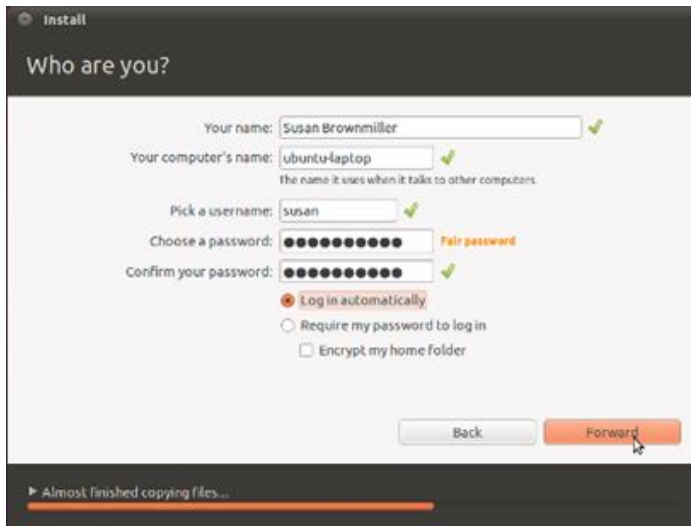 Install
Who are you?
Your name: Susan Brownmiller
Your computer's name: ubuntu-laptop
The name it uses when it talks to other computers.
Pick a username: susan
Choose a password: ●●●●●●●●●● Fair password
Confirm your password: ●●●●●●●●●●
Log in automatically
Require my password to log in
Encrypt my home folder
Back Forward
Almost finished copying files...